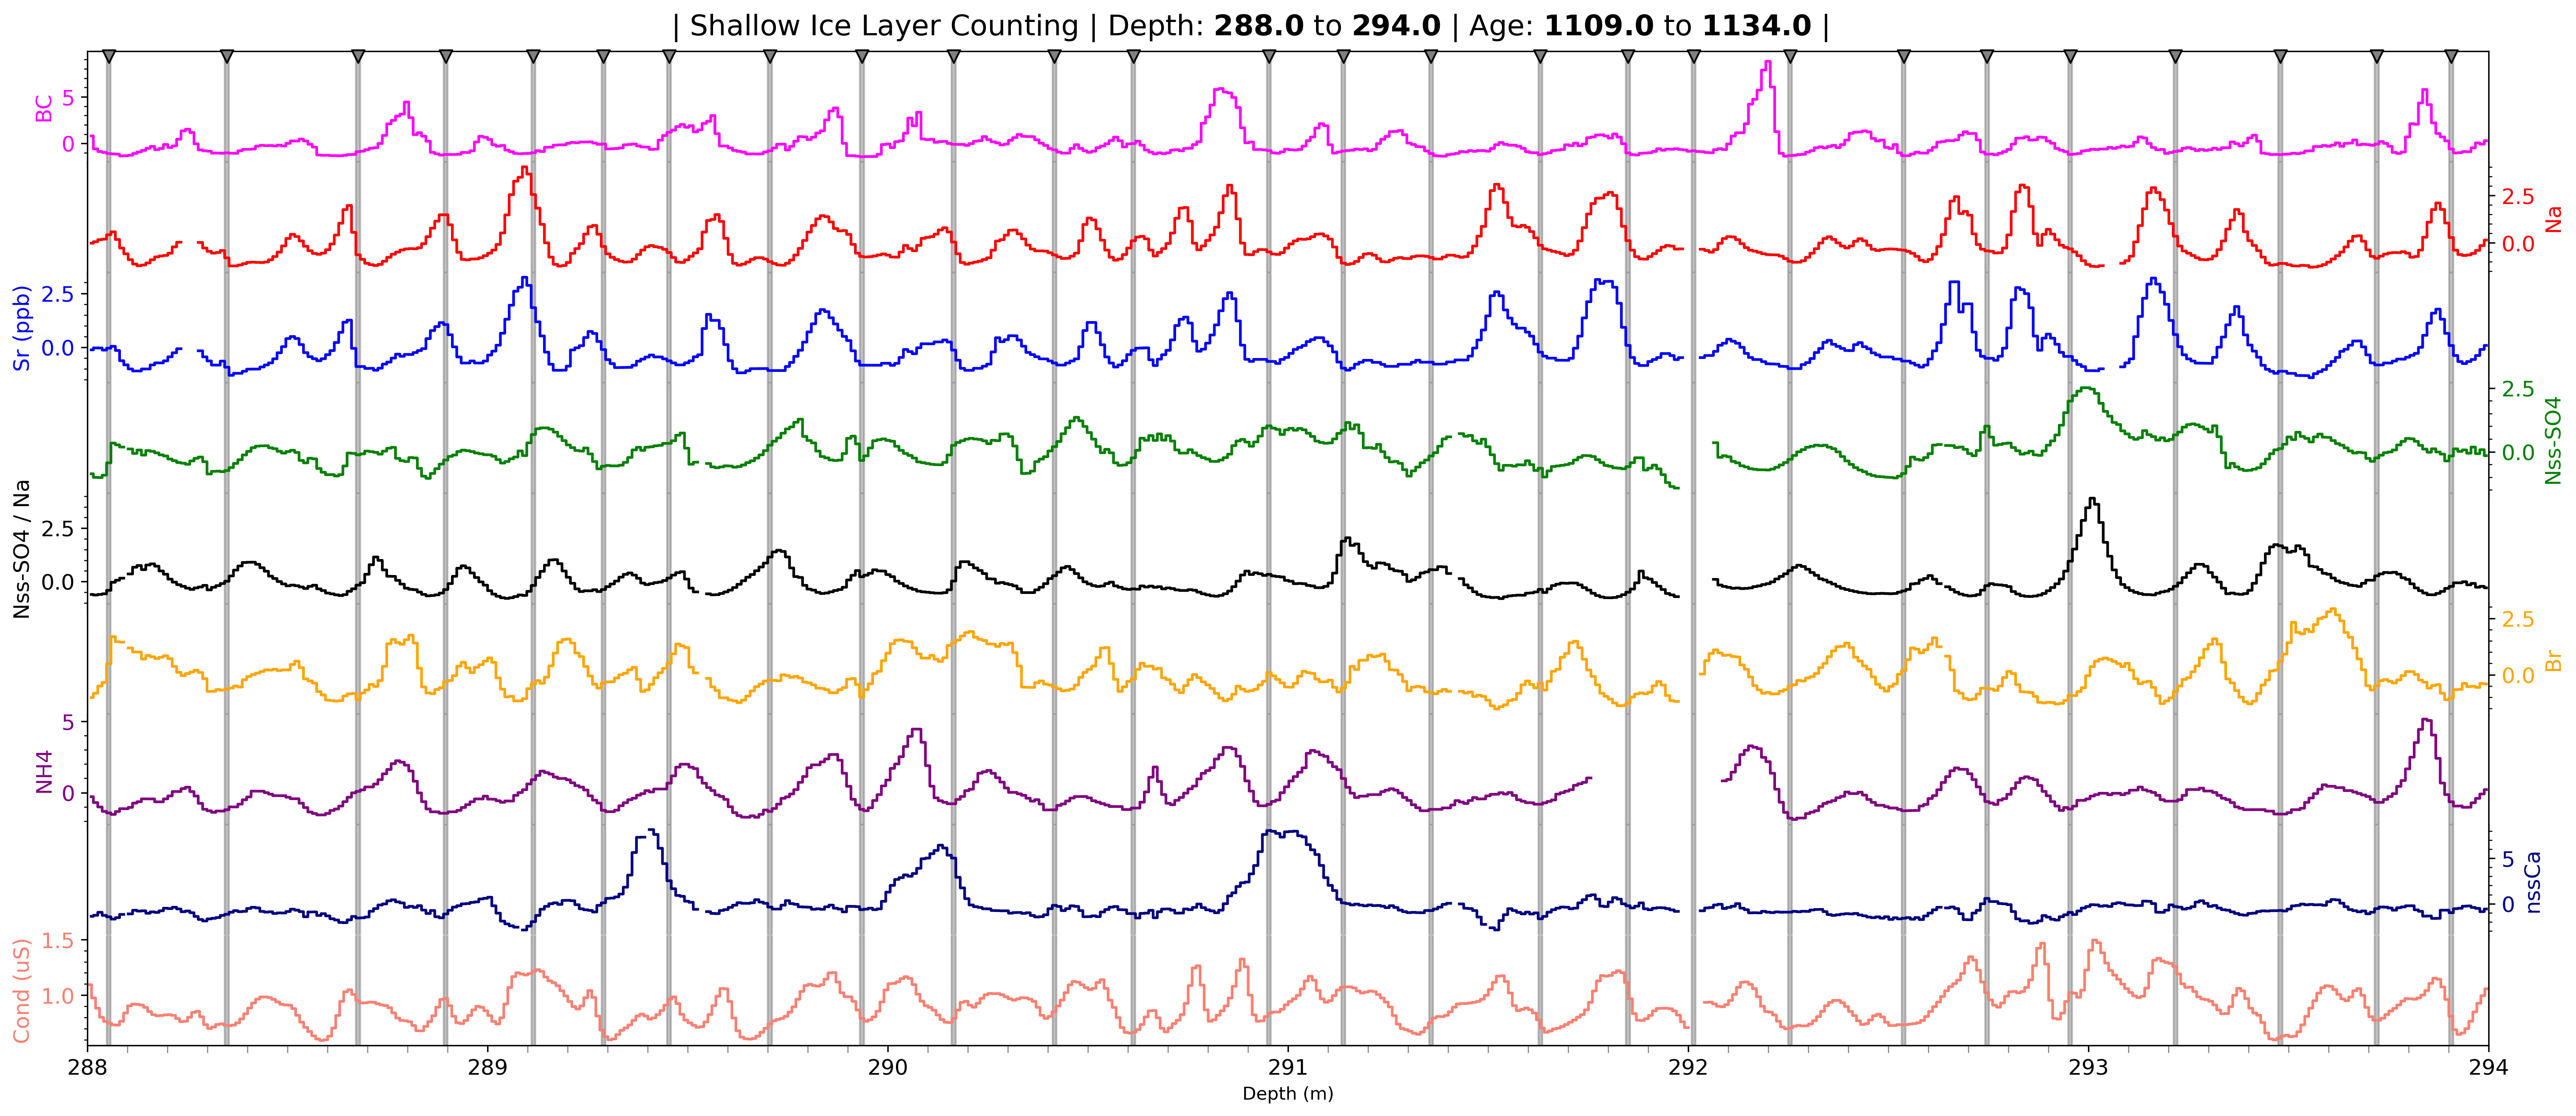 | Shallow Ice Layer Counting | Depth: 288.0 to 294.0 | Age: 1109.0 to 1134.0 |
BC
5
0
2.5
0.0
Na
Sr (ppb)
2.5
0.0
2.5
0.0
Nss-SO4
Nss-SO4 / Na
2.5
0.0
2.5
0.0
Br
NH4
5
0
5
0
nssCa
Cond (uS)
1.5
1.0
288 289 290 291 292 293 294
Depth (m)